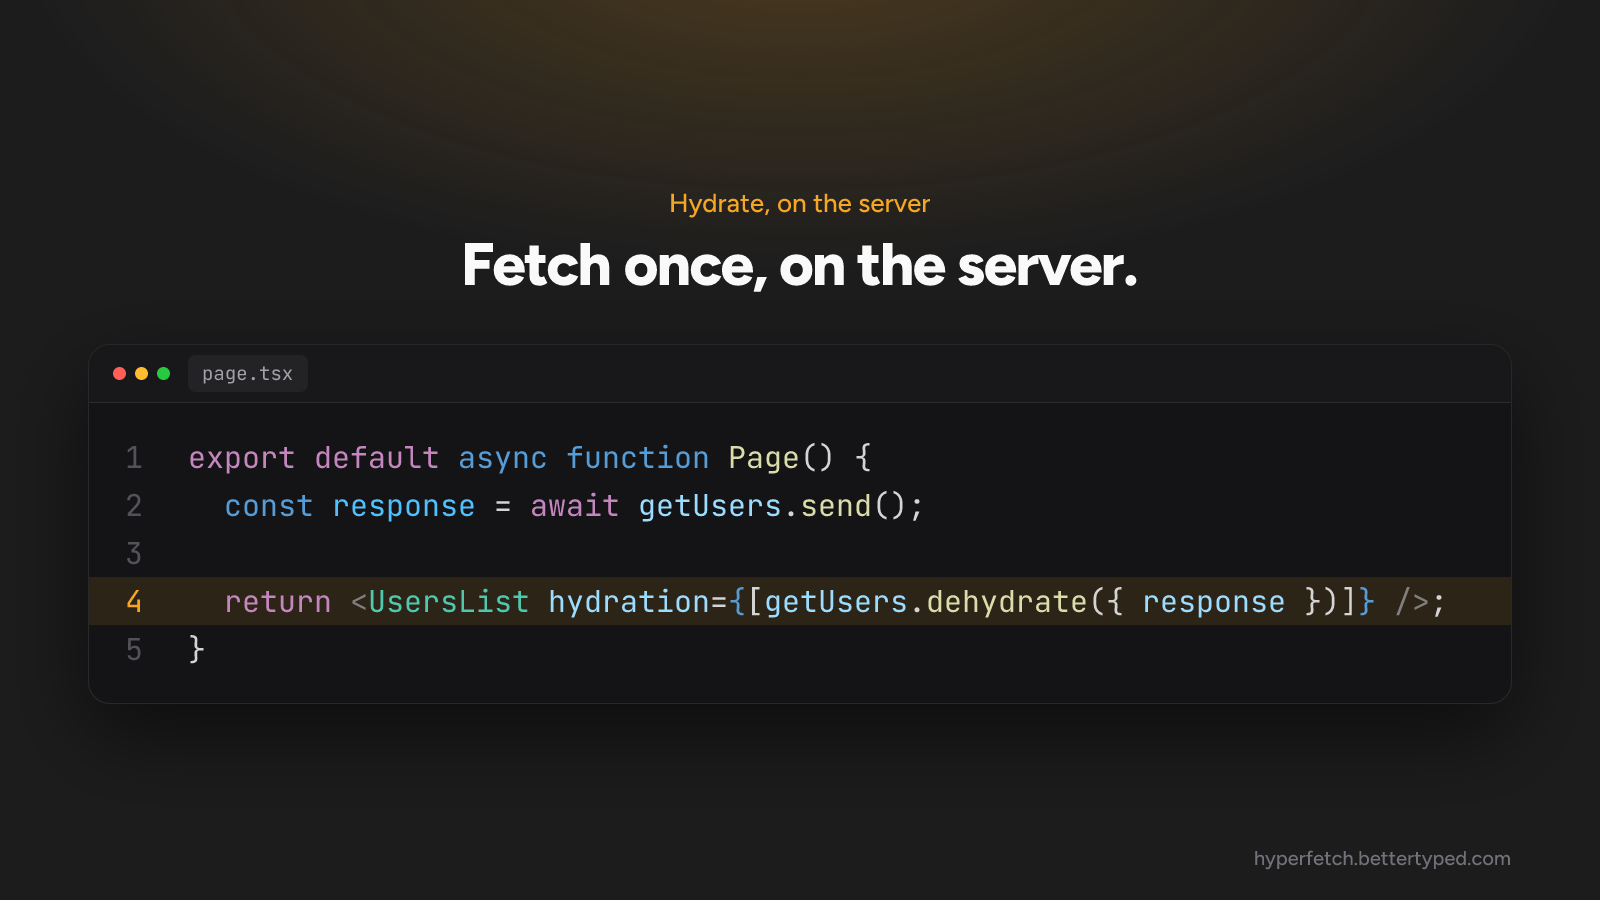 Hydrate, on the server
Fetch once, on the server.
page.tsx
1 export default async function Page() {
2   const response = await getUsers.send();
3
4   return <UsersList hydration={[getUsers.dehydrate({ response })]} />;
5 }
hyperfetch.bettertyped.com